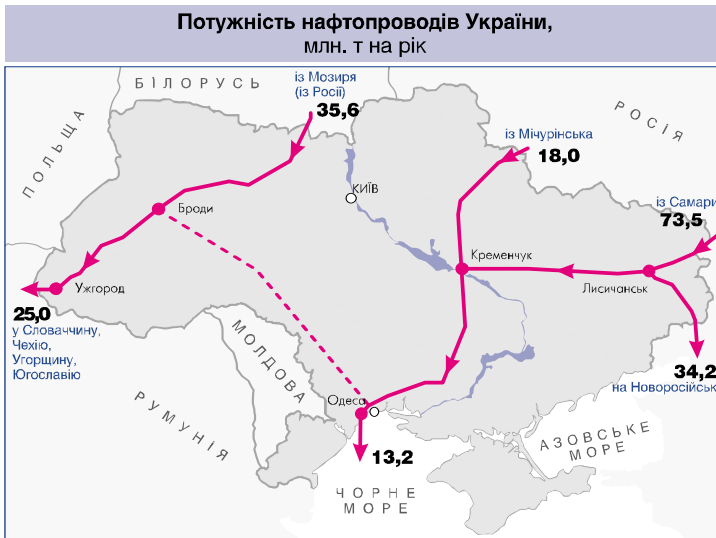 Потужність нафтопроводів України,
млн. т на рік
БІЛОРУСЬ
із Мозиря
(із Росії)
35,6
ПОЛЬЩА
РОСІЯ
із Мічурінська
18,0
КИЇВ
із Самари
73,5
Броди
Кременчук
Лисичанськ
Ужгород
25,0
у Словаччину,
Чехію,
Угорщину,
Югославію
МОЛДОВА
34,2
на Новоросійськ
РУМУНІЯ
Одеса
13,2
АЗОВСЬКЕ
МОРЕ
ЧОРНЕ
МОРЕ